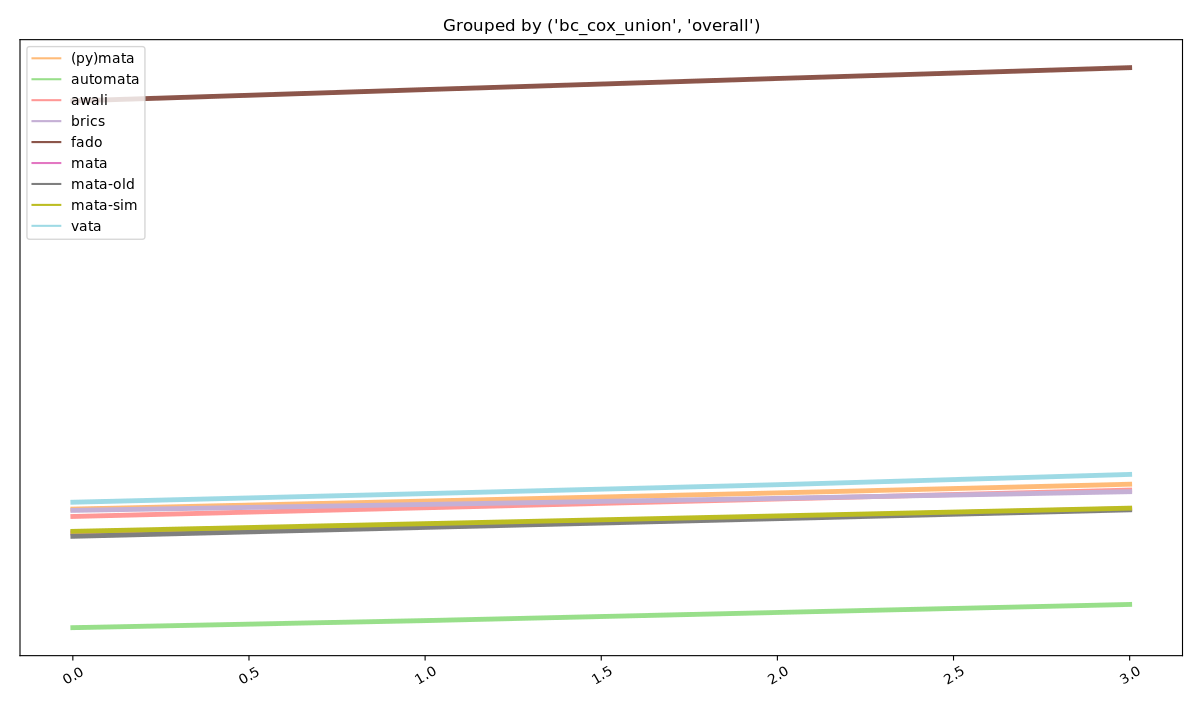 Grouped by ('bc_cox_union', 'overall')
(py)mata
automata
awali
brics
fado
mata
mata-old
mata-sim
vata
0.0 0.5 1.0 1.5 2.0 2.5 3.0